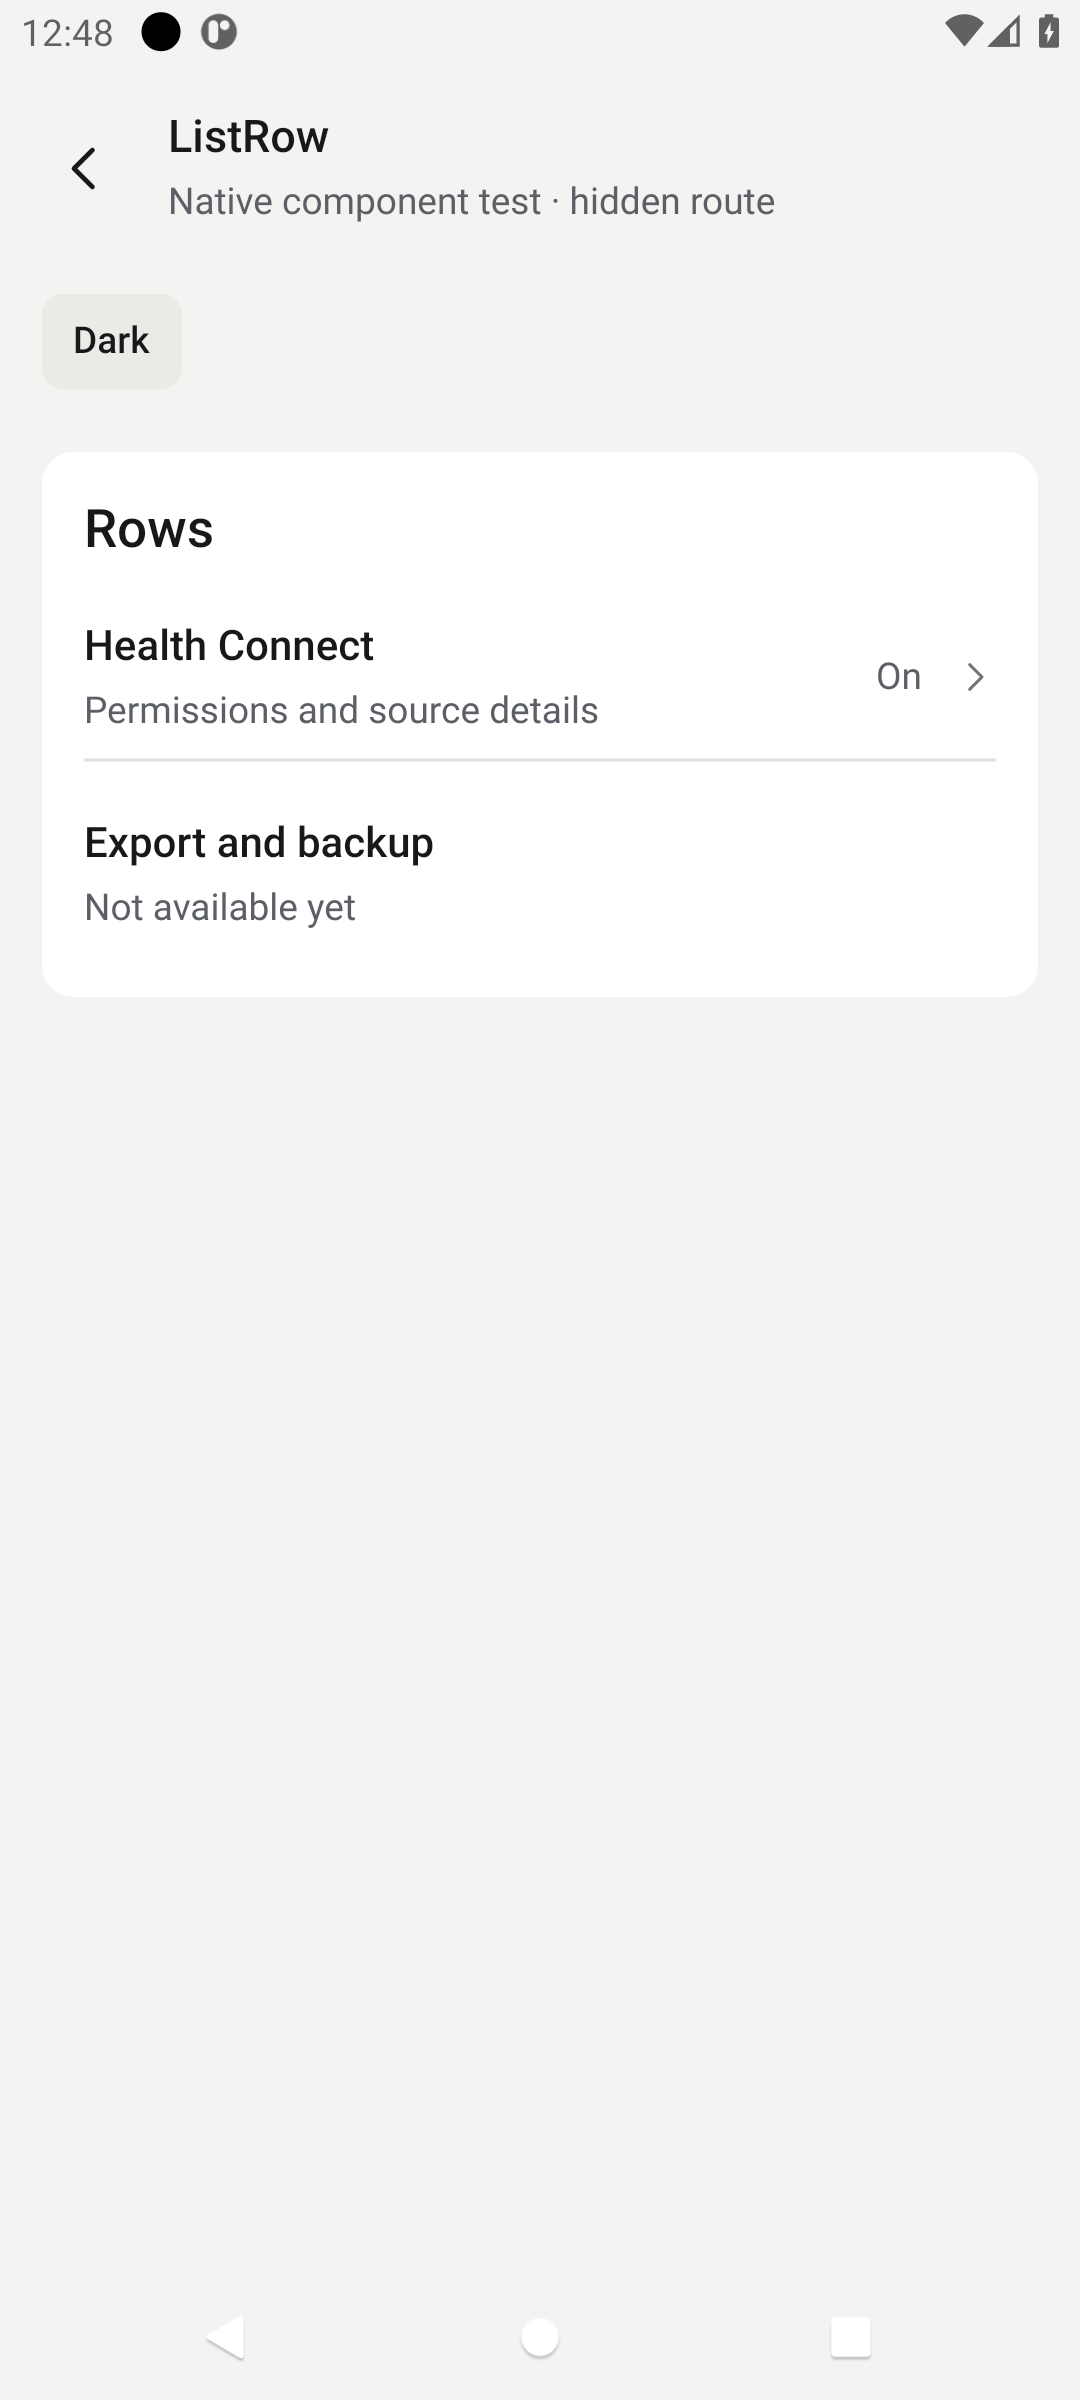 12:48
ListRow
Native component test · hidden route
Dark
Rows
Health Connect
Permissions and source details
On
Export and backup
Not available yet